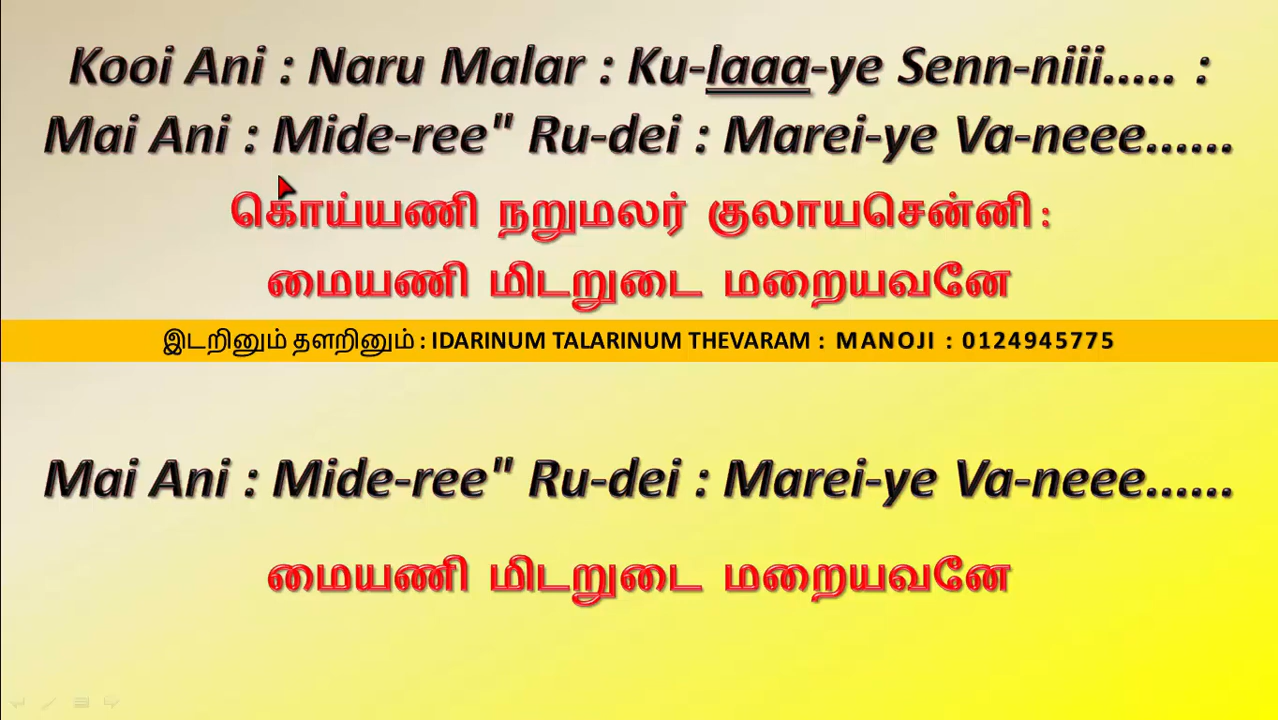 Kooi Ani : Naru Malar : Ku-laaa-ye Senn-niii..... :
Mai Ani : Mide-ree" Ru-dei : Marei-ye Va-neee......
கொய்யணி நறுமலர் குலாயசென்னி :
மையணி மிடறுடை மறையவனே
இடறினும் தளறினும் : IDARINUM TALARINUM THEVARAM : MANOJI : 0124945775
Mai Ani : Mide-ree" Ru-dei : Marei-ye Va-neee......
மையணி மிடறுடை மறையவனே